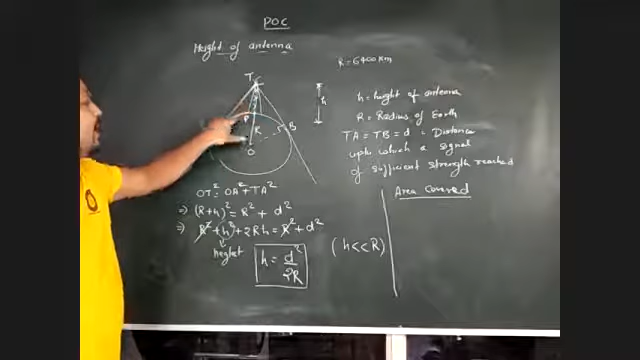 POC
Height of antenna
R = 6400 km
T
h
P
R
B
O
h = height of antenna
R = Radius of Earth
TA = TB = d = Distance
upto which a signal
of sufficient strength reached
OT² = OA² + TA²
⇒ (R+h)² = R² + d²
⇒ R² + h² + 2Rh = R² + d²
neglect
h = d²/2R
(h << R)
Area Covered